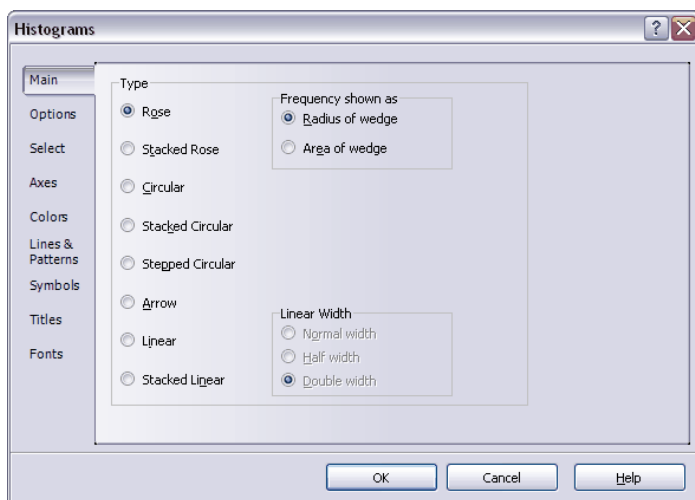 Histograms
Main
Options
Select
Axes
Colors
Lines &
Patterns
Symbols
Titles
Fonts
Type
Rose
Stacked Rose
Circular
Stacked Circular
Stepped Circular
Arrow
Linear
Stacked Linear
Frequency shown as
Radius of wedge
Area of wedge
Linear Width
Normal width
Half width
Double width
OK
Cancel
Help